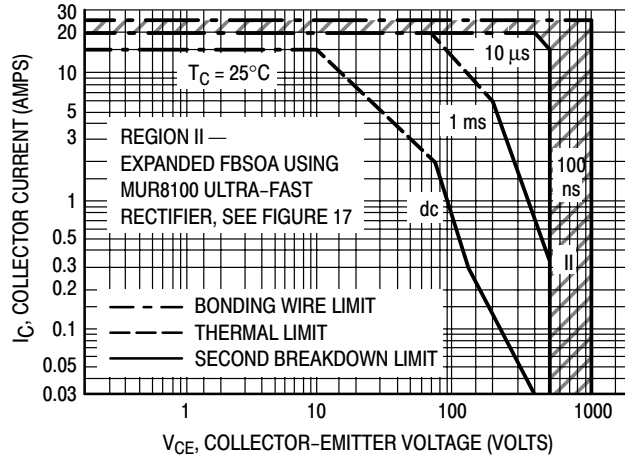 30
20
10
5
3
1
0.5
0.3
0.2
0.1
0.05
0.03
IC, COLLECTOR CURRENT (AMPS)
TC = 25°C
10 µs
1 ms
dc
100
ns
II
REGION II —
EXPANDED FBSOA USING
MUR8100 ULTRA–FAST
RECTIFIER, SEE FIGURE 17
BONDING WIRE LIMIT
THERMAL LIMIT
SECOND BREAKDOWN LIMIT
1
10
100
1000
VCE, COLLECTOR–EMITTER VOLTAGE (VOLTS)